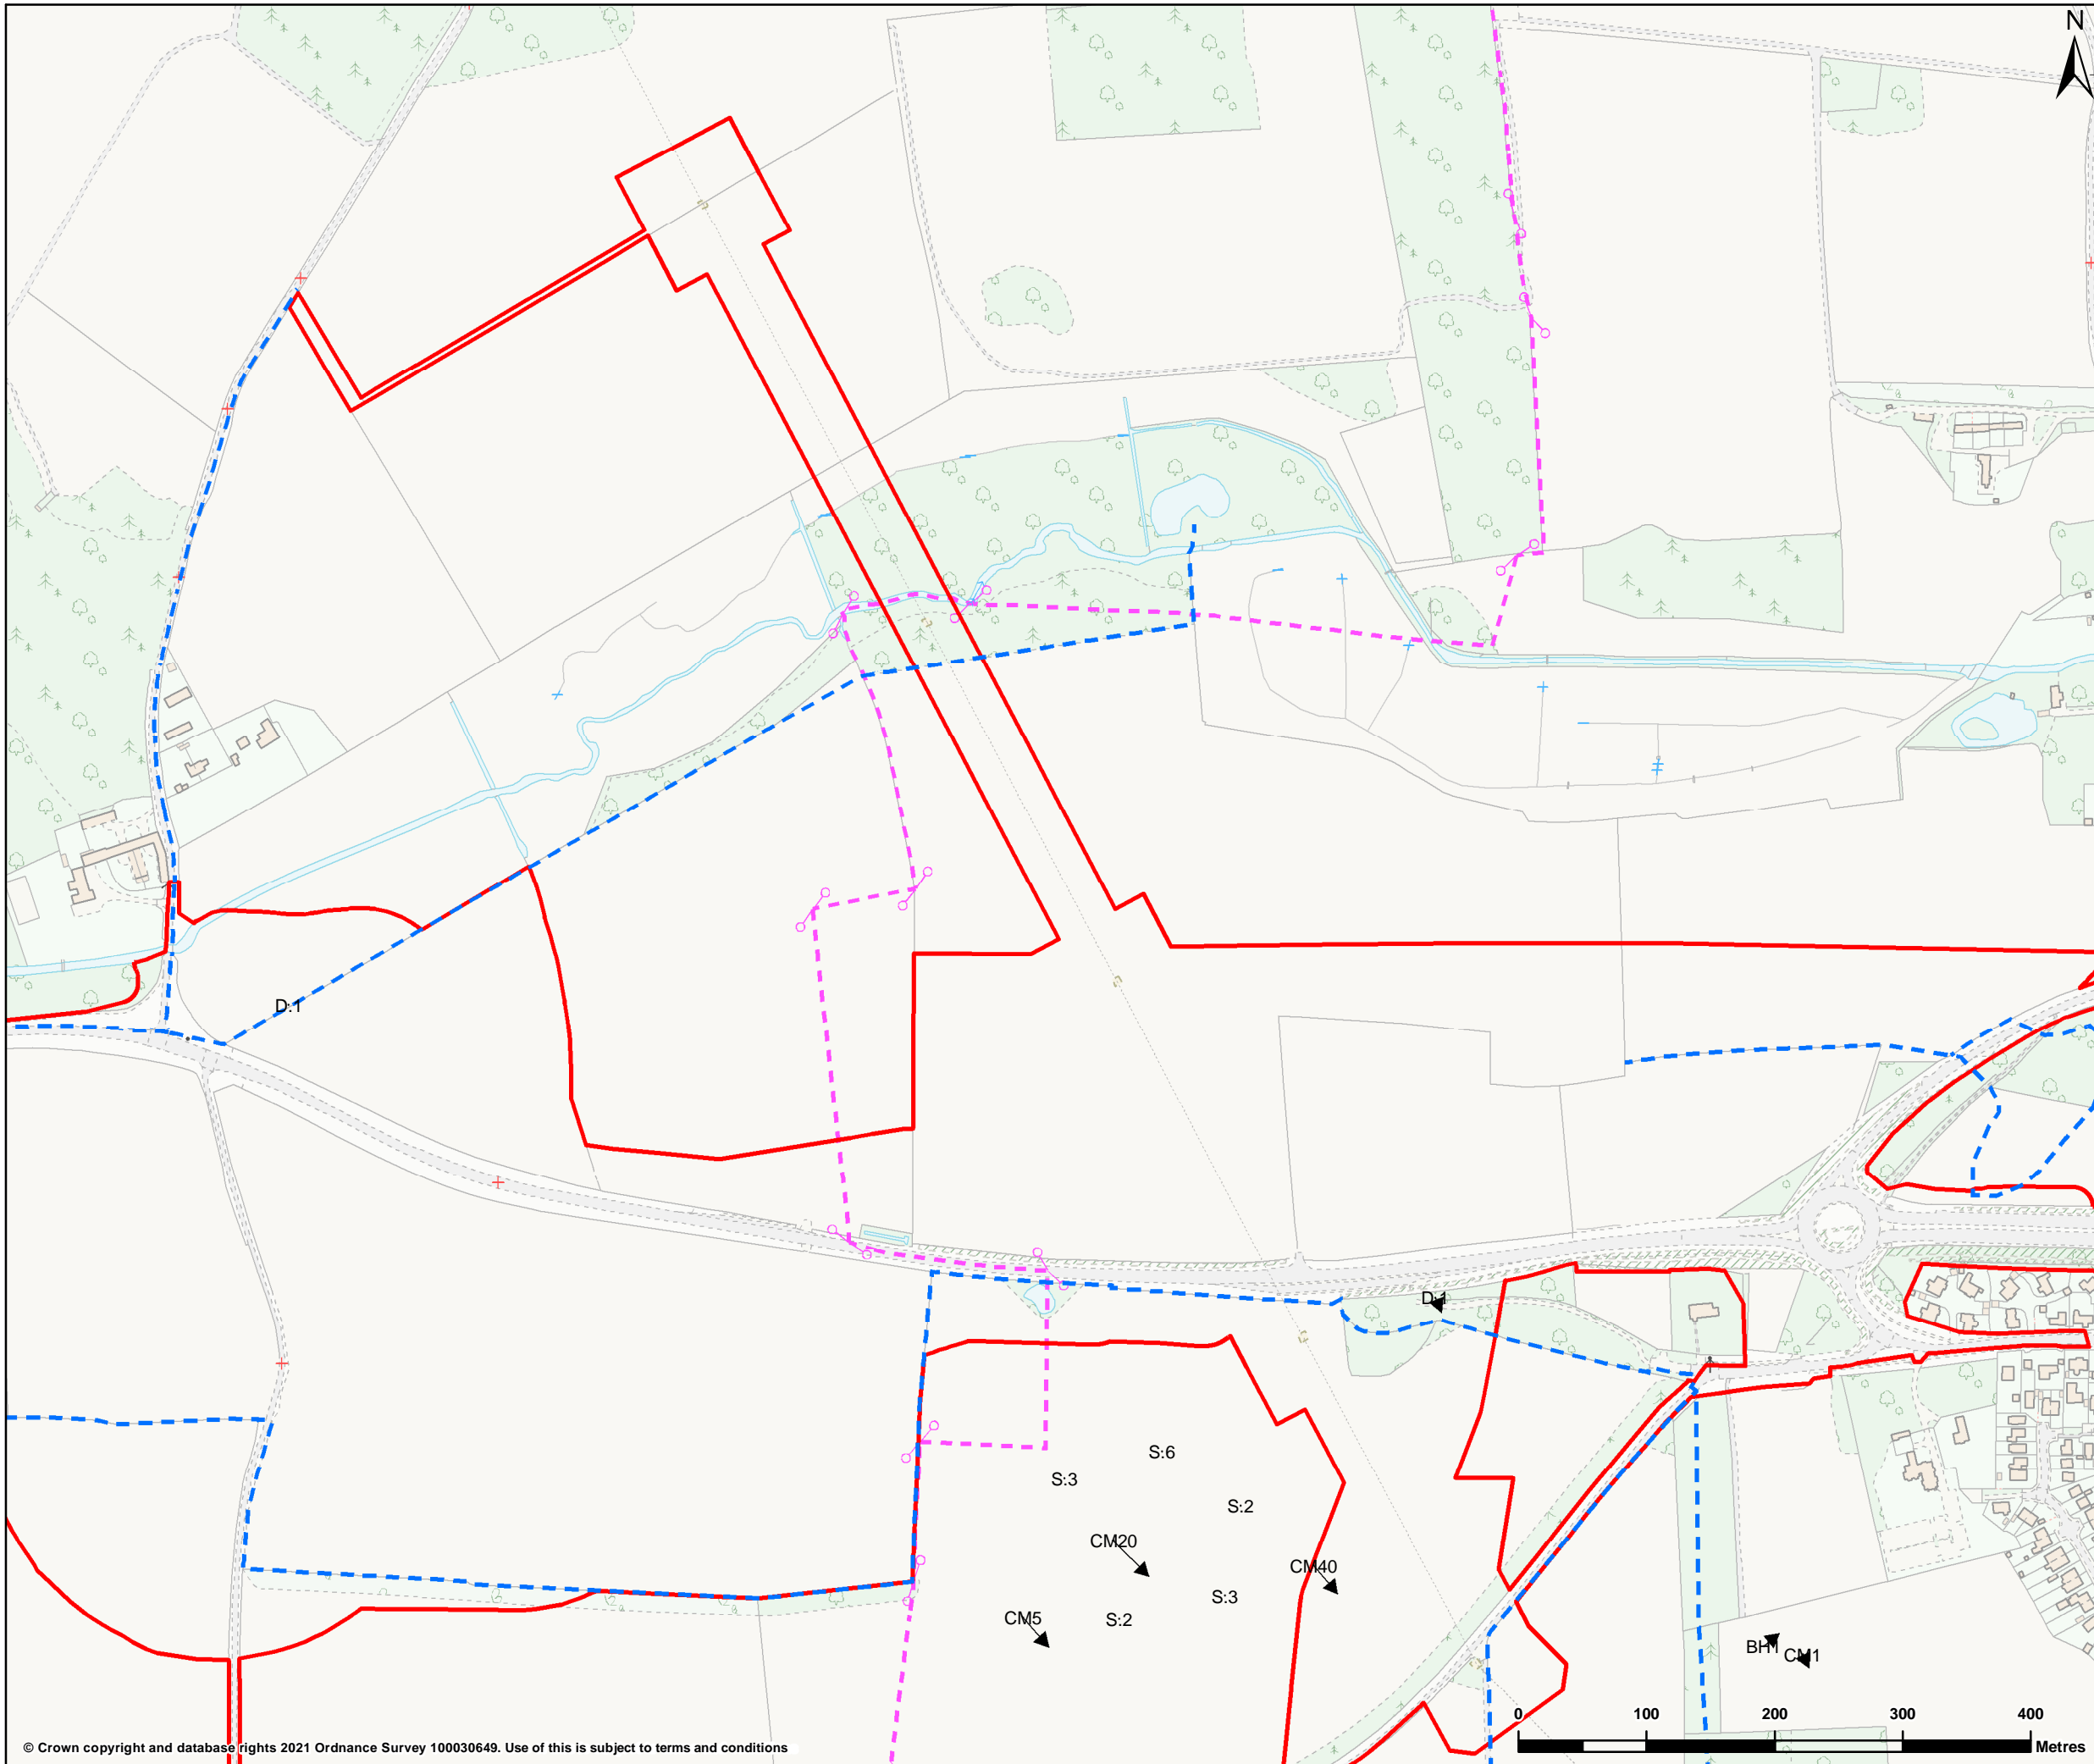 N
D:1
D:1
S:6
S:3
S:2
CM20
CM40
S:3
CM5
S:2
BH1
CM1
0 100 200 300 400
Metres
© Crown copyright and database rights 2021 Ordnance Survey 100030649. Use of this is subject to terms and conditions